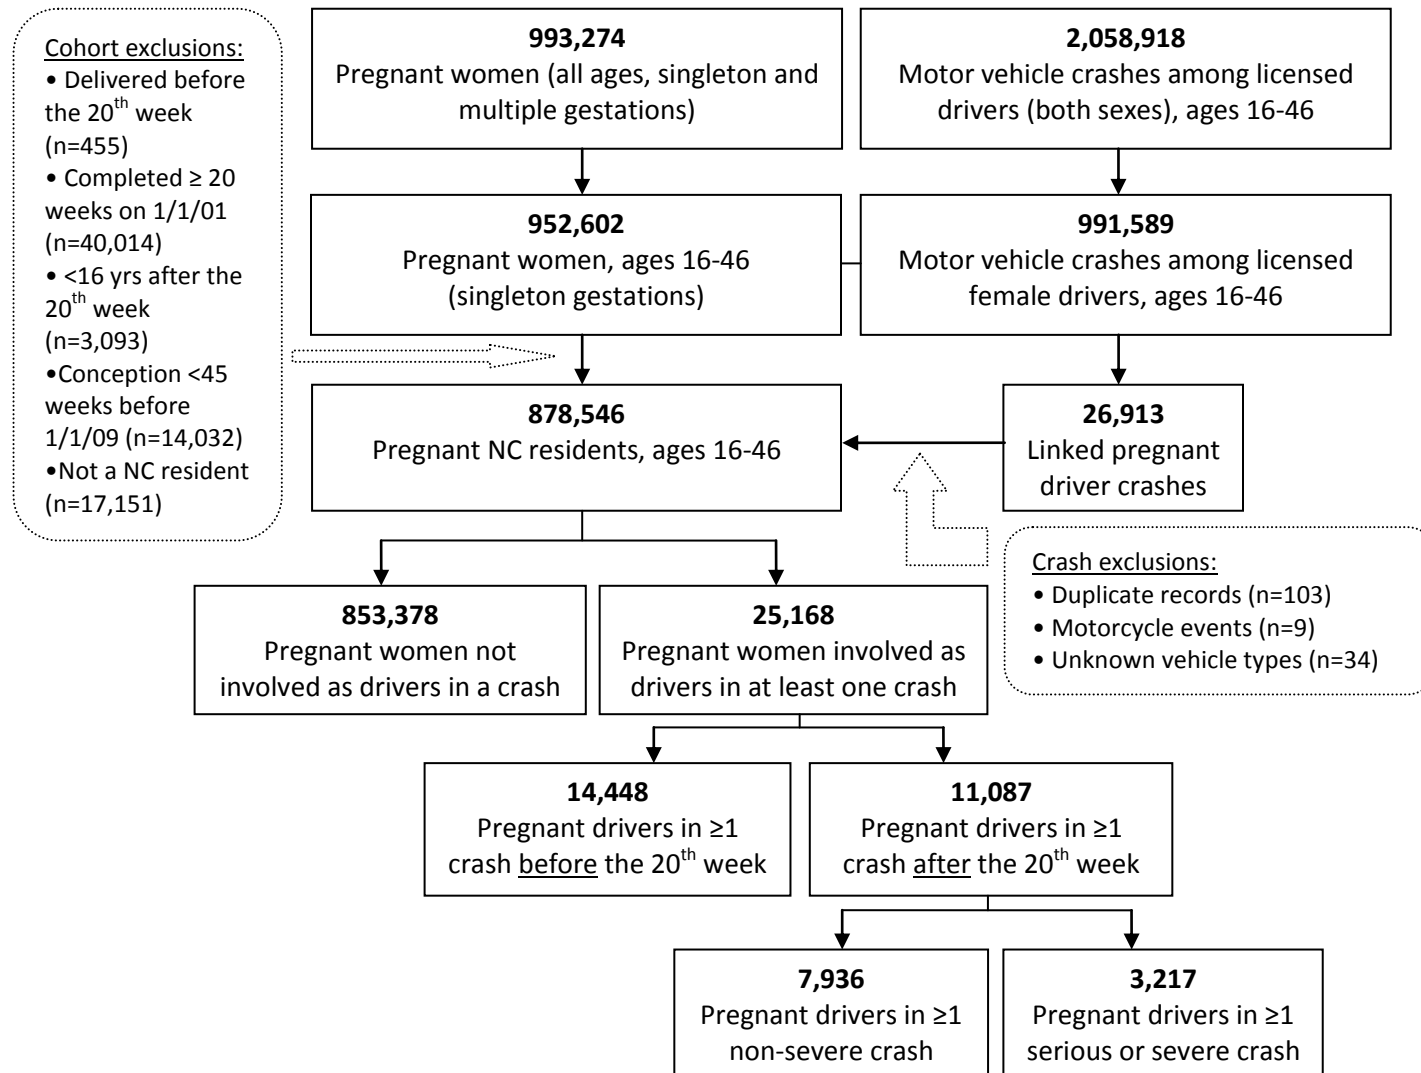 Cohort exclusions:
• Delivered before
the 20th week
(n=455)
• Completed ≥ 20
weeks on 1/1/01
(n=40,014)
• <16 yrs after the
20th week
(n=3,093)
•Conception <45
weeks before
1/1/09 (n=14,032)
•Not a NC resident
(n=17,151)
993,274
Pregnant women (all ages, singleton and
multiple gestations)
2,058,918
Motor vehicle crashes among licensed
drivers (both sexes), ages 16-46
952,602
Pregnant women, ages 16-46
(singleton gestations)
991,589
Motor vehicle crashes among licensed
female drivers, ages 16-46
878,546
Pregnant NC residents, ages 16-46
26,913
Linked pregnant
driver crashes
Crash exclusions:
• Duplicate records (n=103)
• Motorcycle events (n=9)
• Unknown vehicle types (n=34)
853,378
Pregnant women not
involved as drivers in a crash
25,168
Pregnant women involved as
drivers in at least one crash
14,448
Pregnant drivers in ≥1
crash before the 20th week
11,087
Pregnant drivers in ≥1
crash after the 20th week
7,936
Pregnant drivers in ≥1
non-severe crash
3,217
Pregnant drivers in ≥1
serious or severe crash